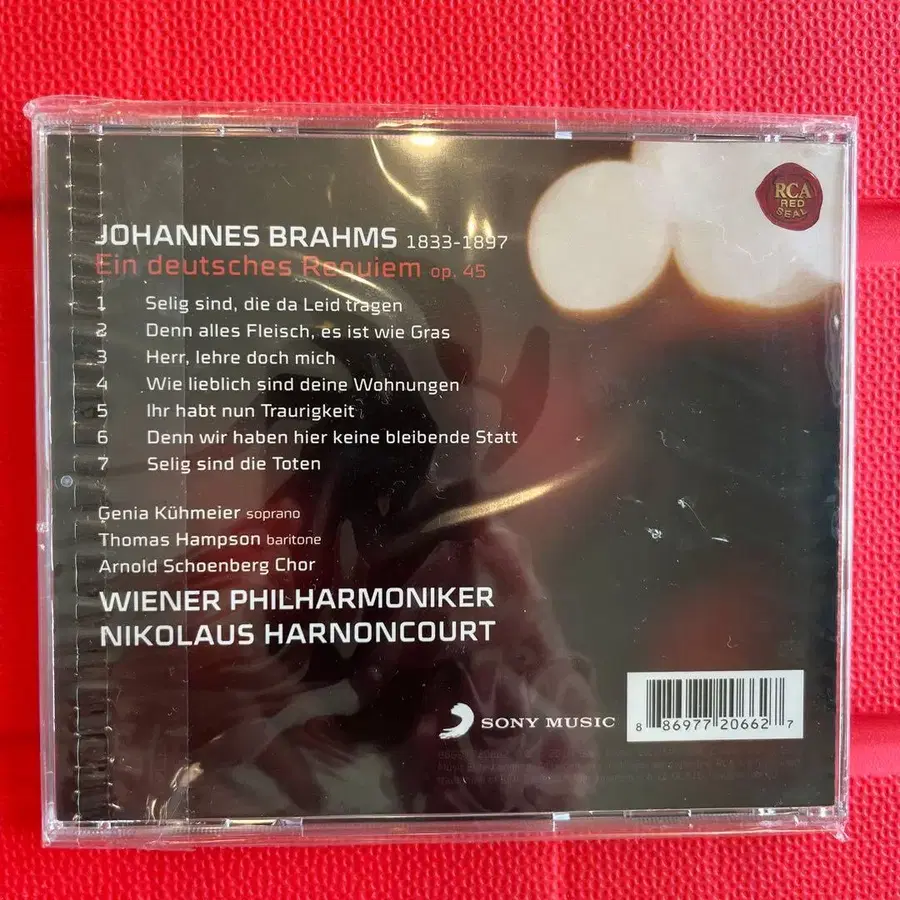 RCA
RED
SEAL
JOHANNES BRAHMS 1833-1897
Ein deutsches Requiem op. 45
1 Selig sind, die da Leid tragen
2 Denn alles Fleisch, es ist wie Gras
3 Herr, lehre doch mich
4 Wie lieblich sind deine Wohnungen
5 Ihr habt nun Traurigkeit
6 Denn wir haben hier keine bleibende Statt
7 Selig sind die Toten
Genia Kühmeier soprano
Thomas Hampson baritone
Arnold Schoenberg Chor
WIENER PHILHARMONIKER
NIKOLAUS HARNONCOURT
SONY MUSIC
8 86977 20662 7